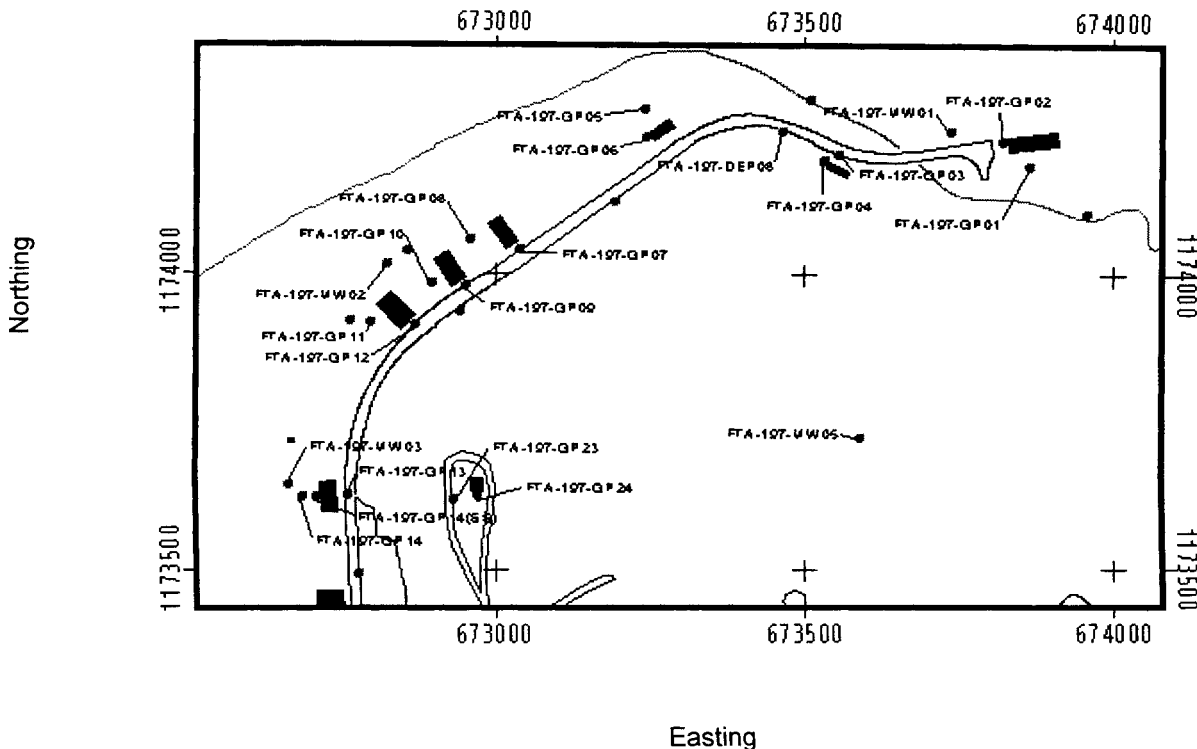 673000 673500 674000
FTA-197-GP05
FTA-197-MW01
FTA-197-GP02
FTA-197-GP06
FTA-197-DEP08
FTA-197-GP03
FTA-197-GP04
FTA-197-GP01
FTA-197-GP08
FTA-197-GP10
FTA-197-GP07
FTA-197-MW02
FTA-197-GP09
FTA-197-GP11
FTA-197-GP12
FTA-197-MW05
FTA-197-MW03
FTA-197-GP23
FTA-197-GP13
FTA-197-GP24
FTA-197-GP14(SS)
FTA-197-GP14
1174000
1174000
1173500
1173500
Northing
673000 673500 674000
Easting